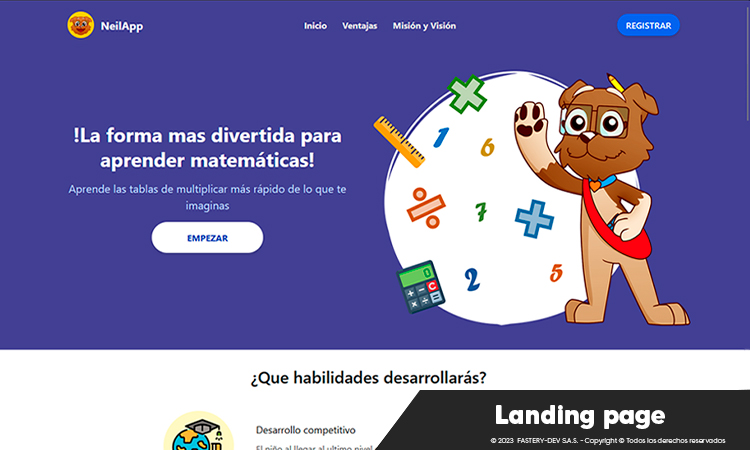 NeilApp
Inicio Ventajas Misión y Visión
REGISTRAR
!La forma mas divertida para
aprender matemáticas!
Aprende las tablas de multiplicar más rápido de lo que te
imaginas
EMPEZAR
1
6
7
2
5
0
C
¿Que habilidades desarrollarás?
Desarrollo competitivo
El niño al llegar al ultimo nivel
Landing page
© 2023 FASTERY-DEV S.A.S. - Copyright © Todos los derechos reservados